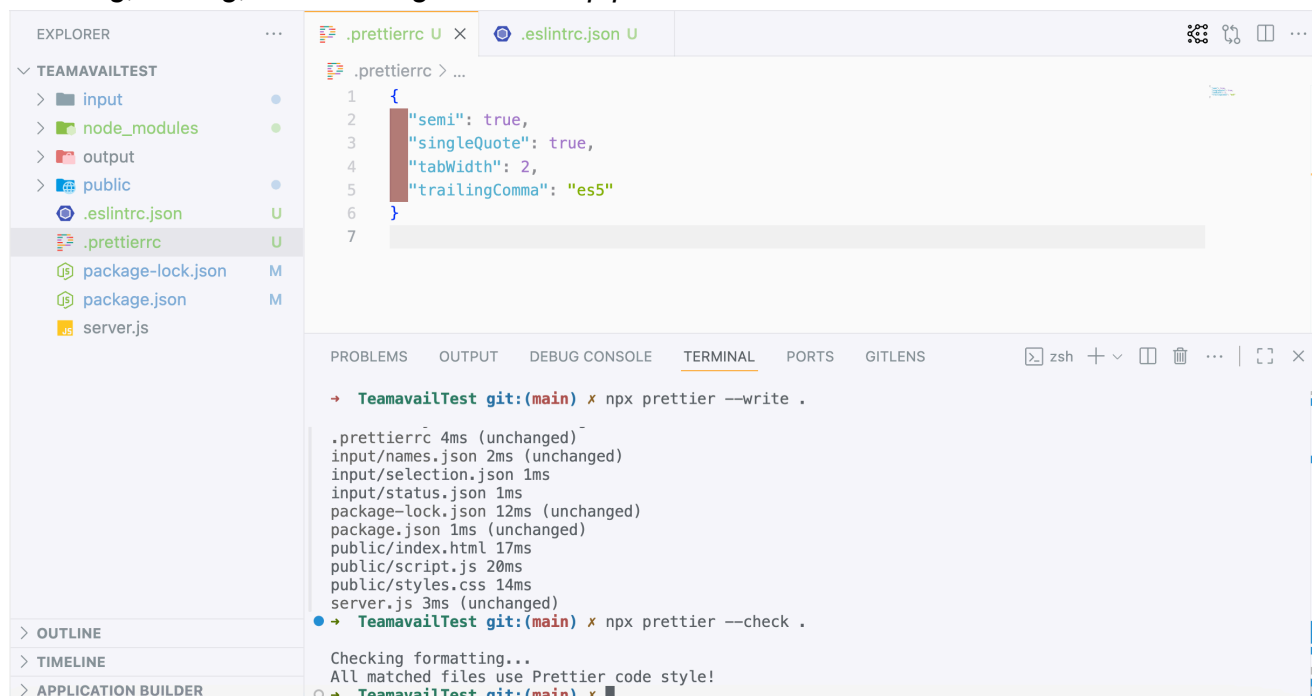 EXPLORER
TEAMAVAILTEST
input
node_modules
output
public
.eslintrc.json U
.prettierrc U
package-lock.json M
package.json M
server.js
OUTLINE
TIMELINE
APPLICATION BUILDER
.prettierrc U
.eslintrc.json U
.prettierrc > ...
1 {
2 "semi": true,
3 "singleQuote": true,
4 "tabWidth": 2,
5 "trailingComma": "es5"
6 }
7
PROBLEMS OUTPUT DEBUG CONSOLE TERMINAL PORTS GITLENS zsh
→ TeamavailTest git:(main) ✗ npx prettier --write .
.prettierrc 4ms (unchanged)
input/names.json 2ms (unchanged)
input/selection.json 1ms
input/status.json 1ms
package-lock.json 12ms (unchanged)
package.json 1ms (unchanged)
public/index.html 17ms
public/script.js 20ms
public/styles.css 14ms
server.js 3ms (unchanged)
→ TeamavailTest git:(main) ✗ npx prettier --check .
Checking formatting...
All matched files use Prettier code style!
→ TeamavailTest git:(main) ✗